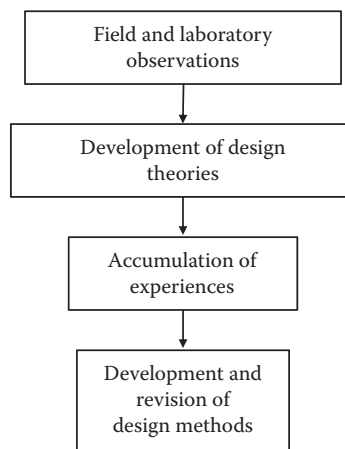 Field and laboratory
observations
Development of design
theories
Accumulation of
experiences
Development and
revision of
design methods